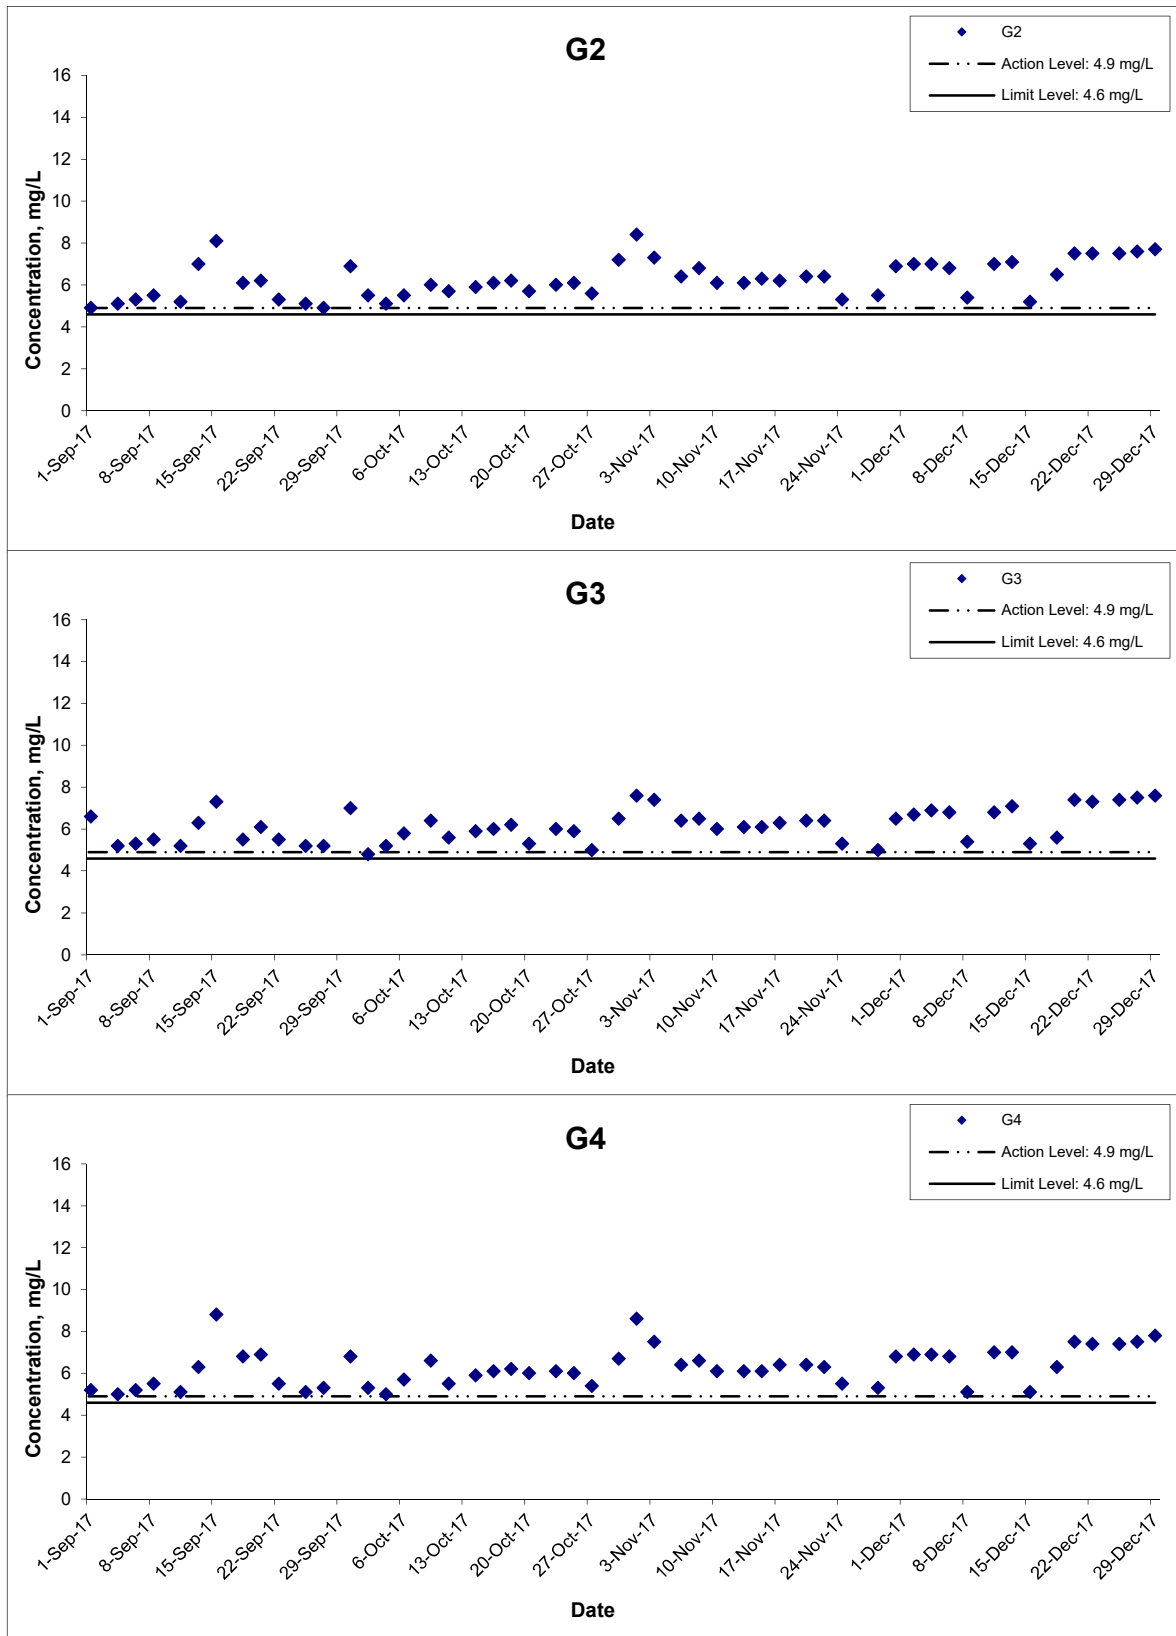 G2
G2
Action Level: 4.9 mg/L
Limit Level: 4.6 mg/L
Concentration, mg/L
16
14
12
10
8
6
4
2
0
1-Sep-17
8-Sep-17
15-Sep-17
22-Sep-17
29-Sep-17
6-Oct-17
13-Oct-17
20-Oct-17
27-Oct-17
3-Nov-17
10-Nov-17
17-Nov-17
24-Nov-17
1-Dec-17
8-Dec-17
15-Dec-17
22-Dec-17
29-Dec-17
Date
G3
G3
Action Level: 4.9 mg/L
Limit Level: 4.6 mg/L
Concentration, mg/L
16
14
12
10
8
6
4
2
0
1-Sep-17
8-Sep-17
15-Sep-17
22-Sep-17
29-Sep-17
6-Oct-17
13-Oct-17
20-Oct-17
27-Oct-17
3-Nov-17
10-Nov-17
17-Nov-17
24-Nov-17
1-Dec-17
8-Dec-17
15-Dec-17
22-Dec-17
29-Dec-17
Date
G4
G4
Action Level: 4.9 mg/L
Limit Level: 4.6 mg/L
Concentration, mg/L
16
14
12
10
8
6
4
2
0
1-Sep-17
8-Sep-17
15-Sep-17
22-Sep-17
29-Sep-17
6-Oct-17
13-Oct-17
20-Oct-17
27-Oct-17
3-Nov-17
10-Nov-17
17-Nov-17
24-Nov-17
1-Dec-17
8-Dec-17
15-Dec-17
22-Dec-17
29-Dec-17
Date